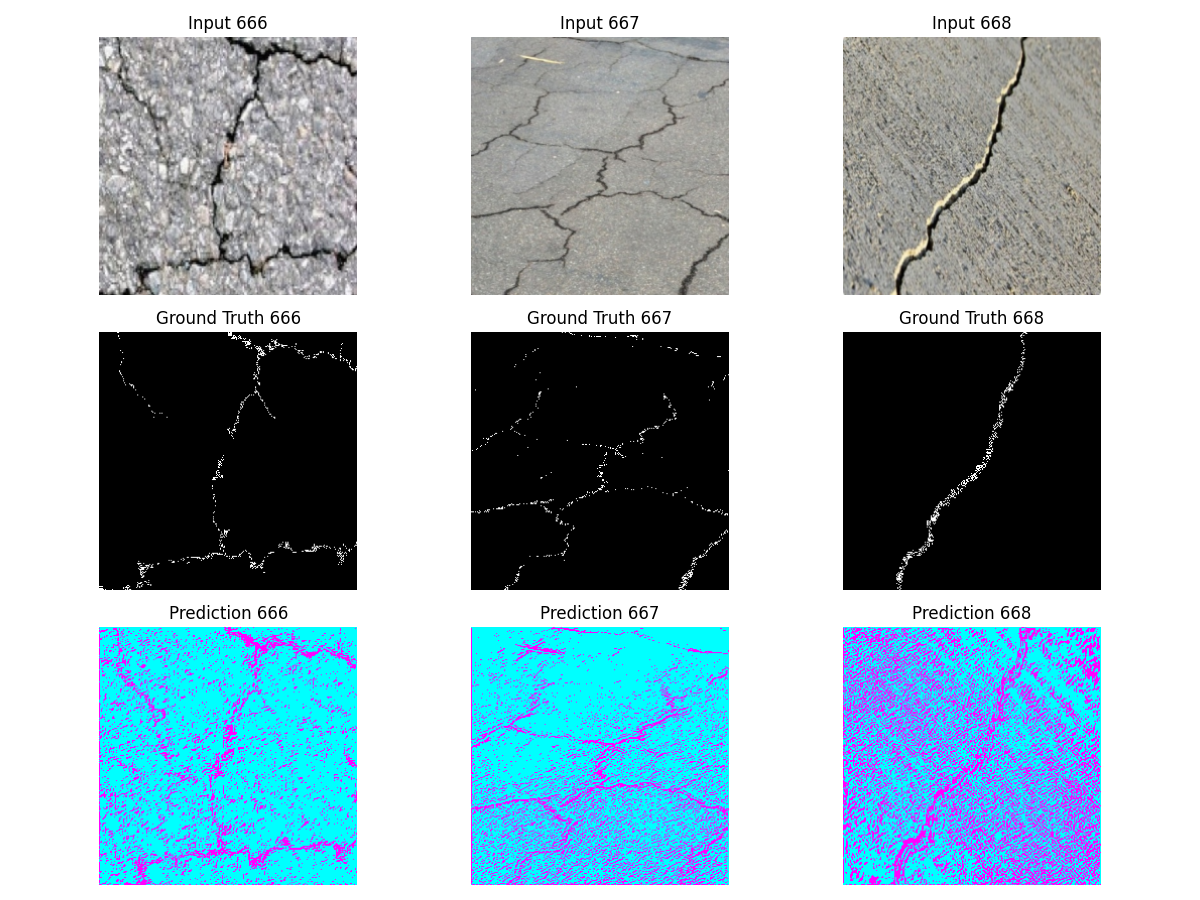 Input 666
Input 667
Input 668
Ground Truth 666
Ground Truth 667
Ground Truth 668
Prediction 666
Prediction 667
Prediction 668